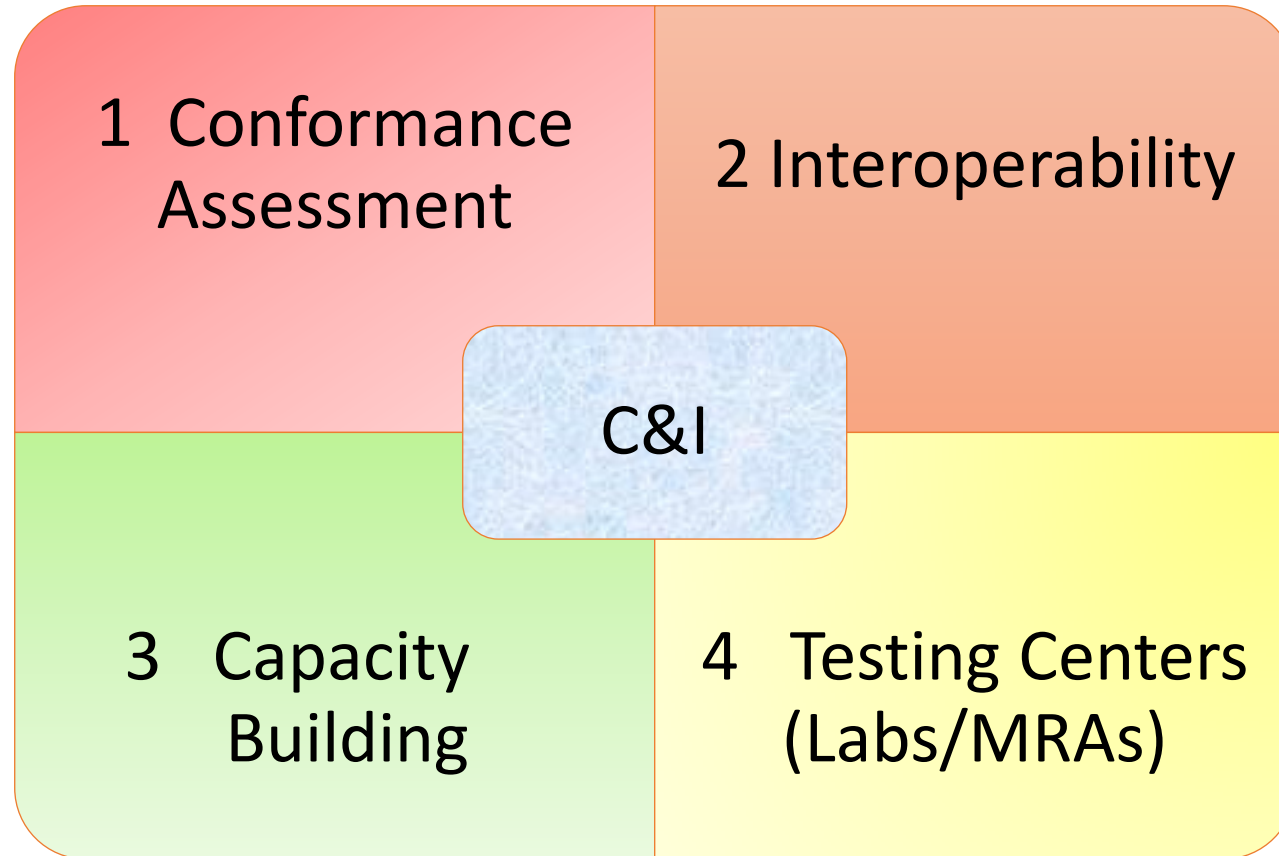 1 Conformance
Assessment
2 Interoperability
C&I
3 Capacity
Building
4 Testing Centers
(Labs/MRAs)